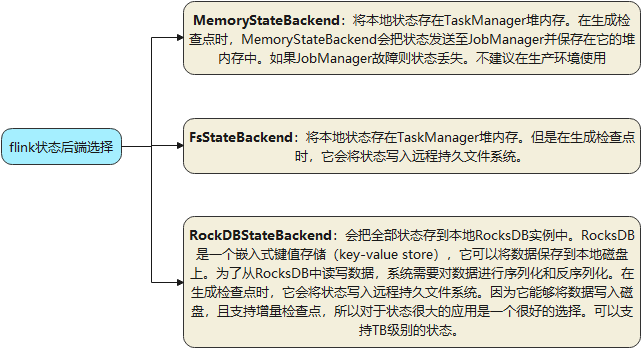 MemoryStateBackend：将本地状态存在TaskManager堆内存。在生成检
查点时，MemoryStateBackend会把状态发送至JobManager并保存在它的堆
内存中。如果JobManager故障则状态丢失。不建议在生产环境使用
flink状态后端选择
FsStateBackend：将本地状态存在TaskManager堆内存。但是在生成检查点
时，它会将状态写入远程持久文件系统。
RockDBStateBackend：会把全部状态存到本地RocksDB实例中。RocksDB
是一个嵌入式键值存储（key-value store），它可以将数据保存到本地磁盘
上。为了从RocksDB中读写数据，系统需要对数据进行序列化和反序列化。在
生成检查点时，它会将状态写入远程持久文件系统。因为它能够将数据写入磁
盘，且支持增量检查点，所以对于状态很大的应用是一个很好的选择。可以支
持TB级别的状态。